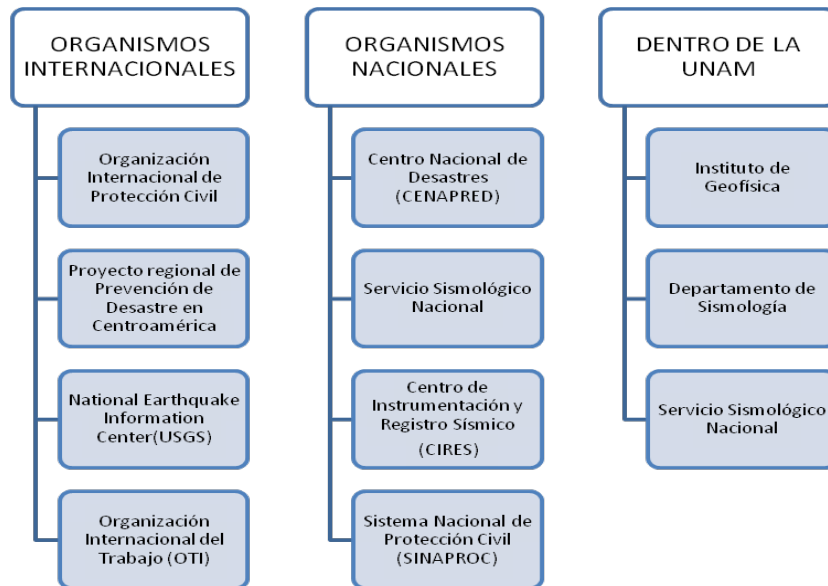 ORGANISMOS
INTERNACIONALES
Organización
Internacional de
Protección Civil
Proyecto regional de
Prevención de
Desastre en
Centroamérica
National Earthquake
Information
Center(USGS)
Organización
Internacional del
Trabajo (OTI)
ORGANISMOS
NACIONALES
Centro Nacional de
Desastres
(CENAPRED)
Servicio Sismológico
Nacional
Centro de
Instrumentación y
Registro Sísmico
(CIRES)
Sistema Nacional de
Protección Civil
(SINAPROC)
DENTRO DE LA
UNAM
Instituto de
Geofísica
Departamento de
Sismología
Servicio Sismológico
Nacional